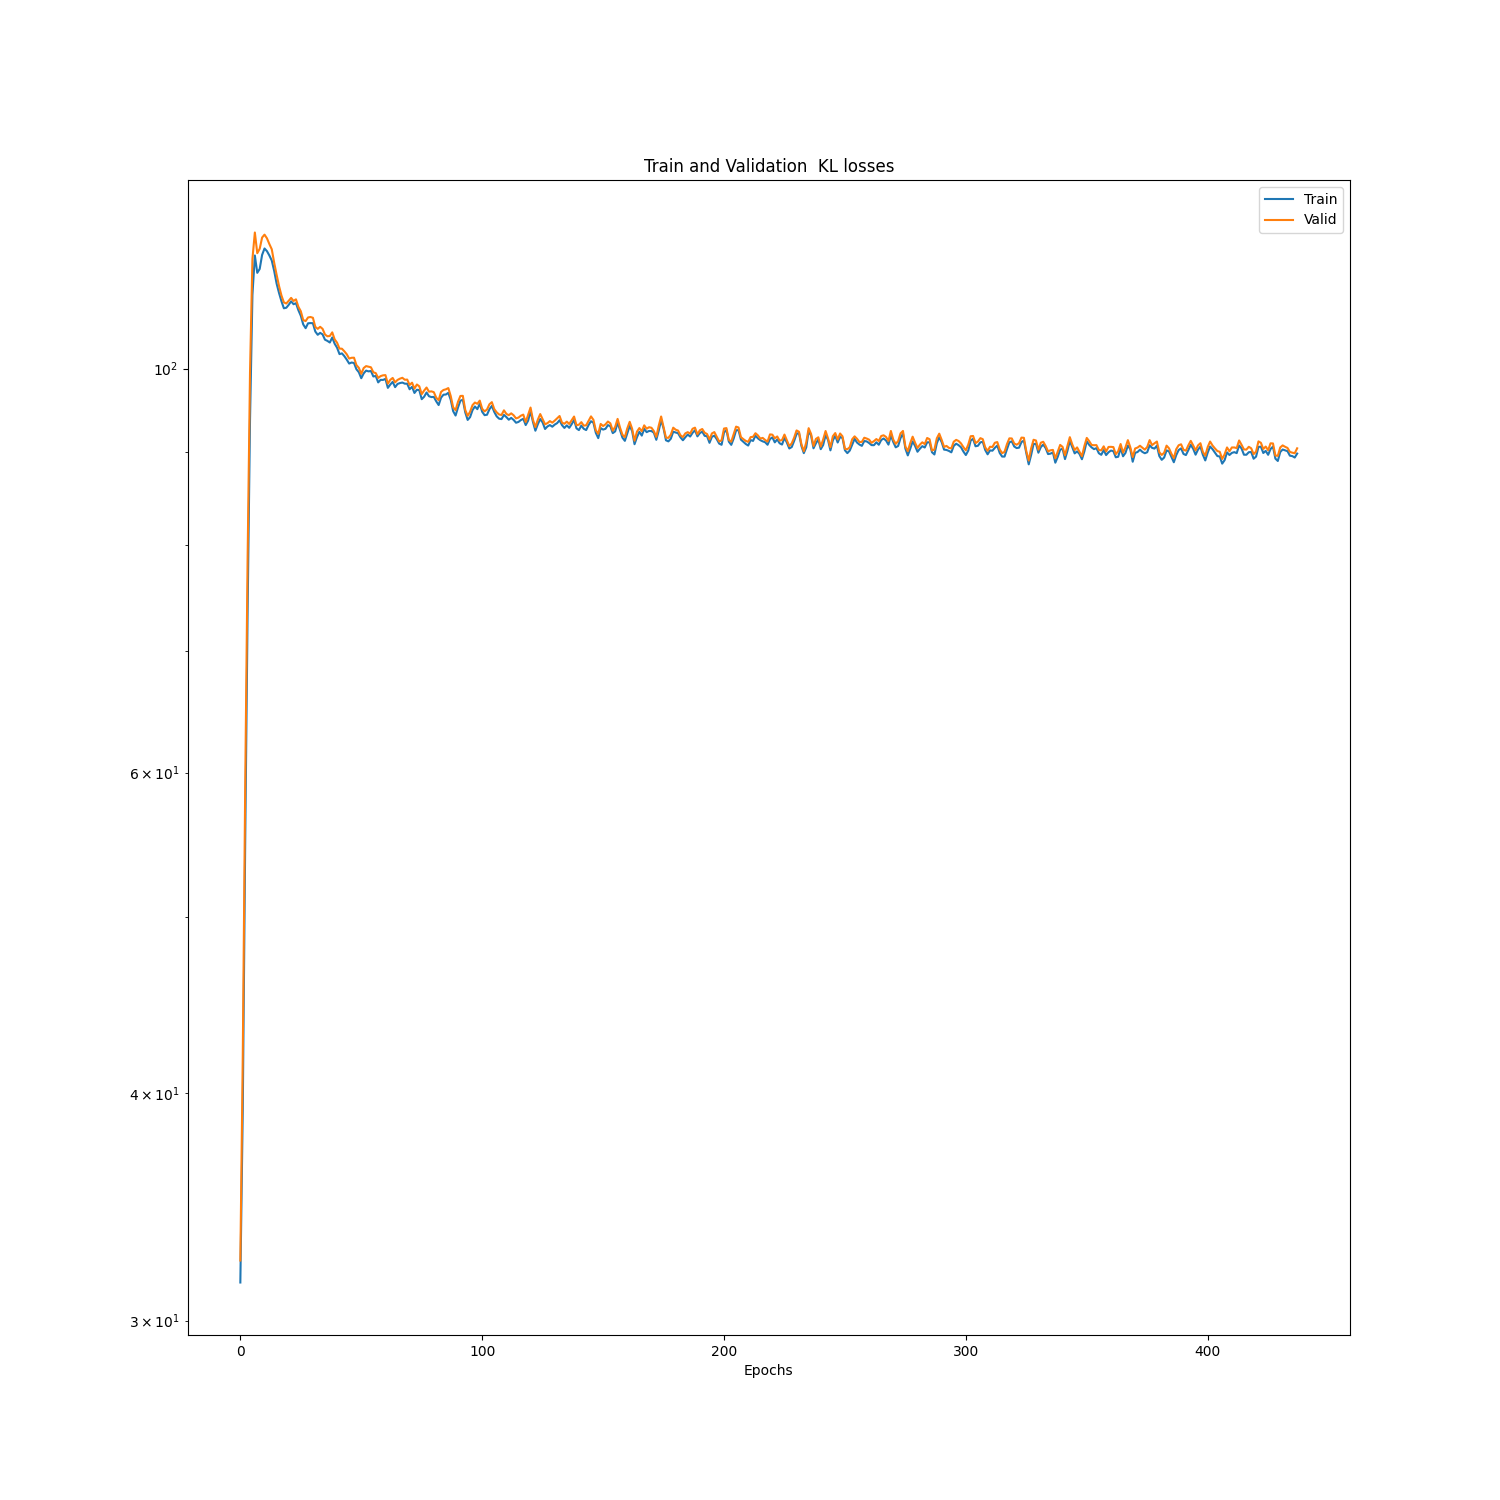 Train and Validation  KL losses
Train
Valid
10²
6 × 10¹
4 × 10¹
3 × 10¹
0 100 200 300 400
Epochs